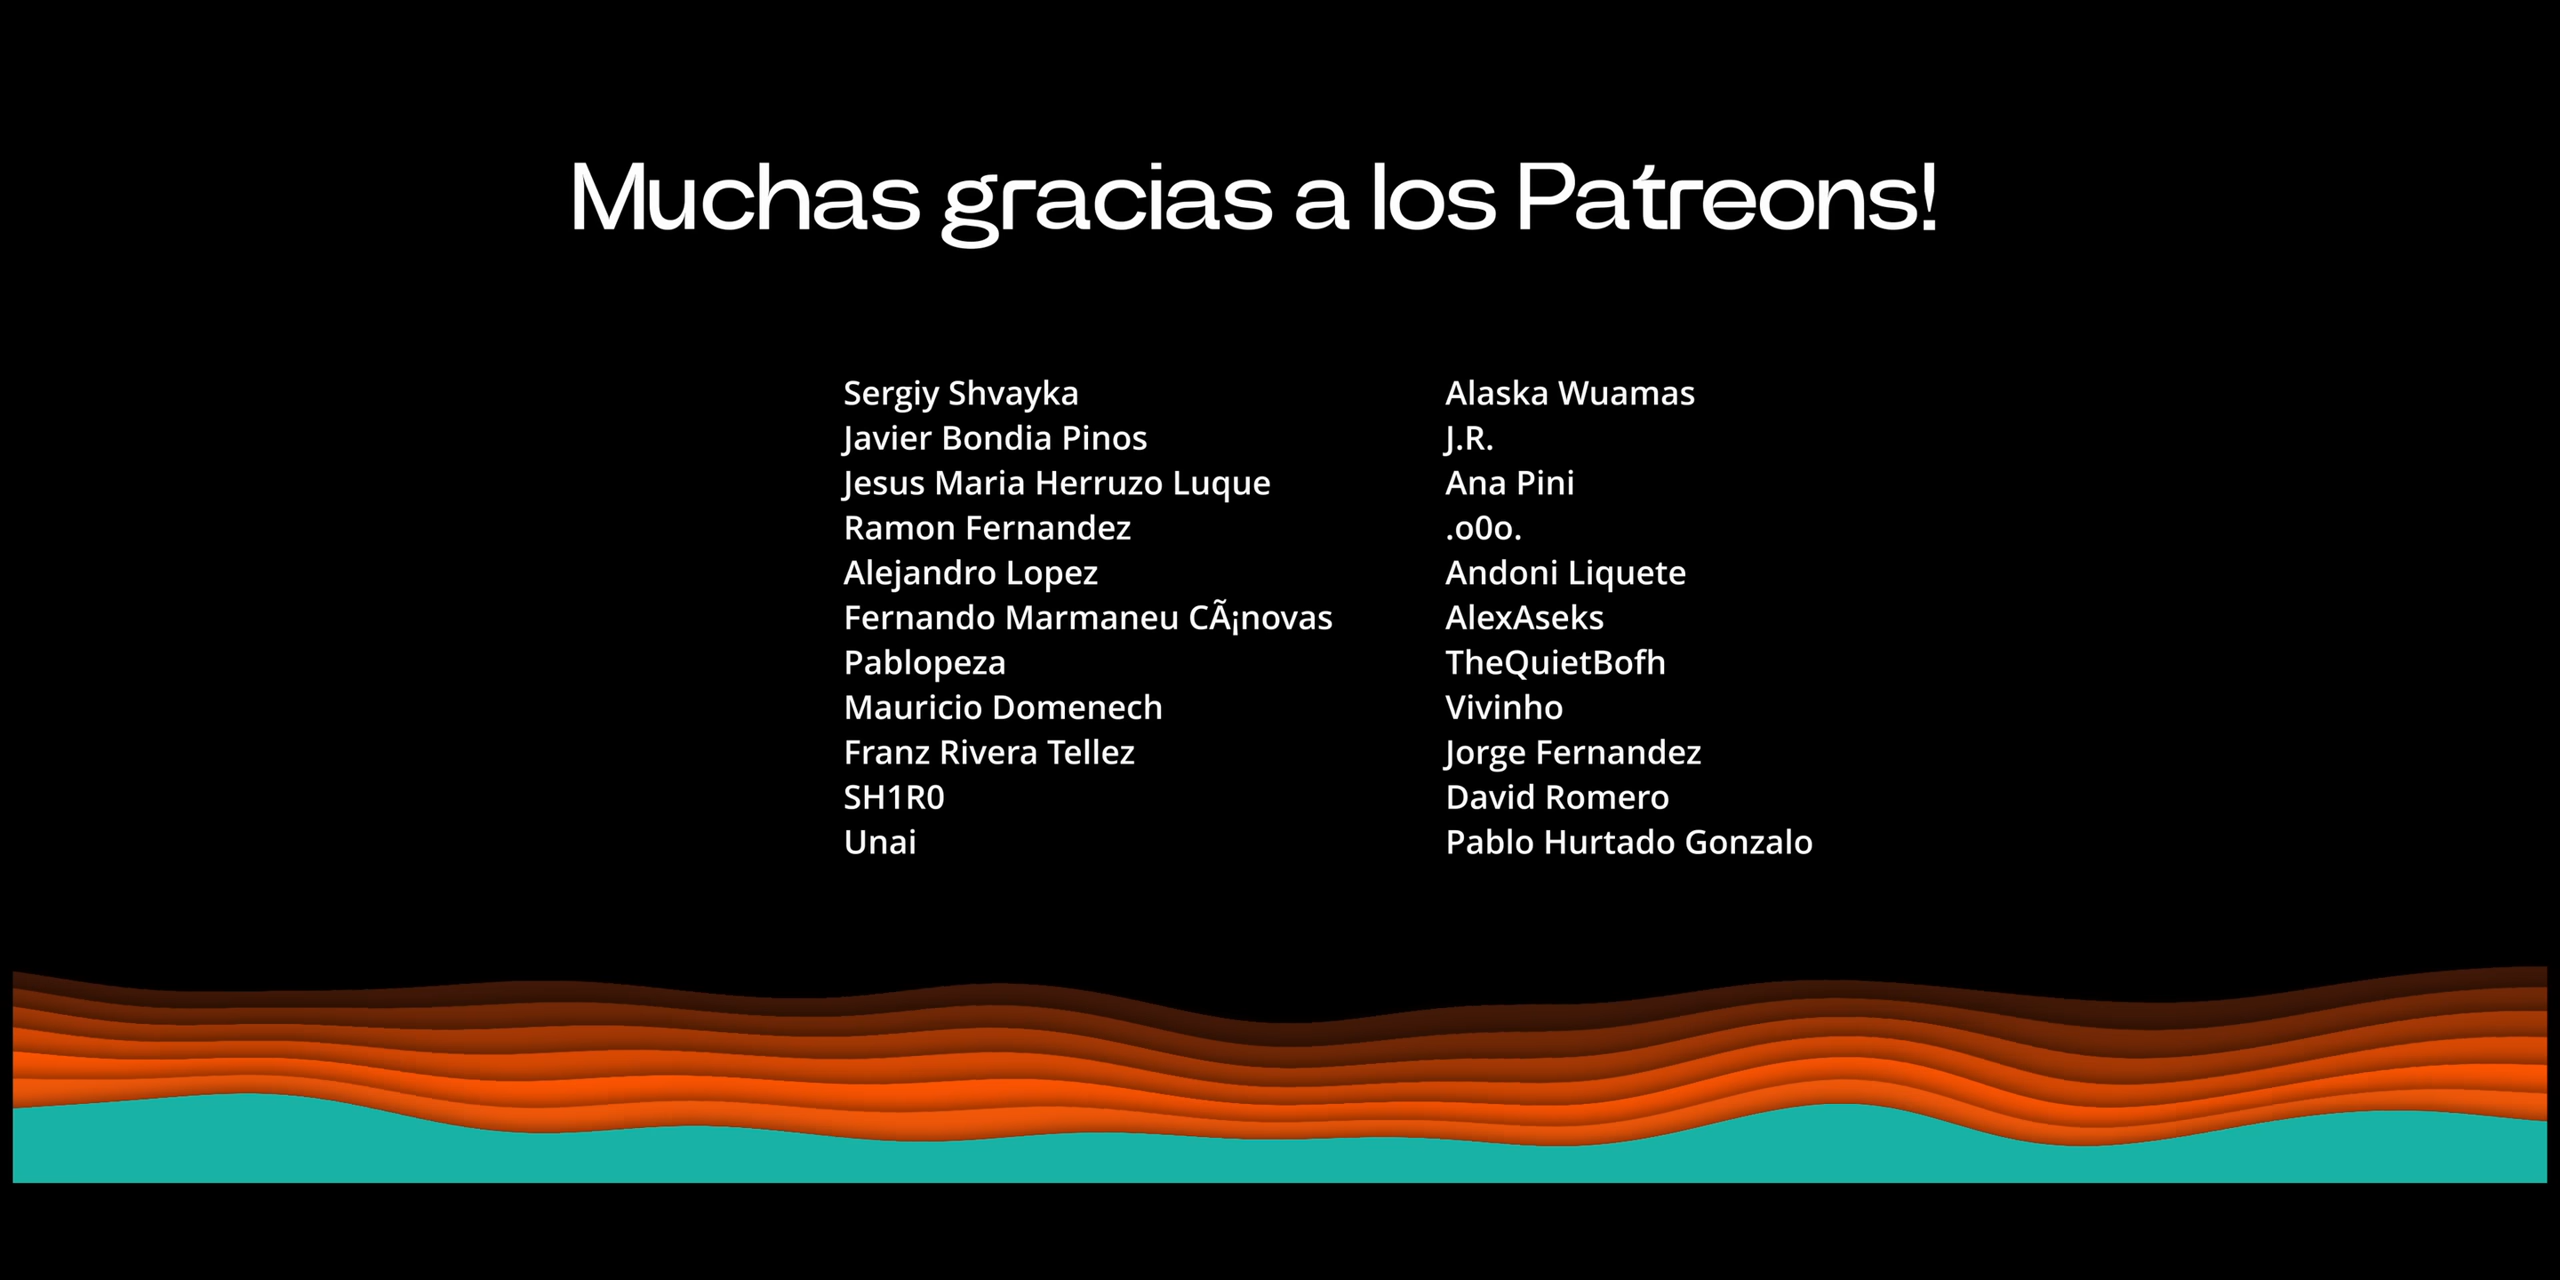 Muchas gracias a los Patreons!
Sergiy Shvayka
Javier Bondia Pinos
Jesus Maria Herruzo Luque
Ramon Fernandez
Alejandro Lopez
Fernando Marmaneu CÃ¡novas
Pablopeza
Mauricio Domenech
Franz Rivera Tellez
SH1R0
Unai
Alaska Wuamas
J.R.
Ana Pini
.o0o.
Andoni Liquete
AlexAseks
TheQuietBofh
Vivinho
Jorge Fernandez
David Romero
Pablo Hurtado Gonzalo